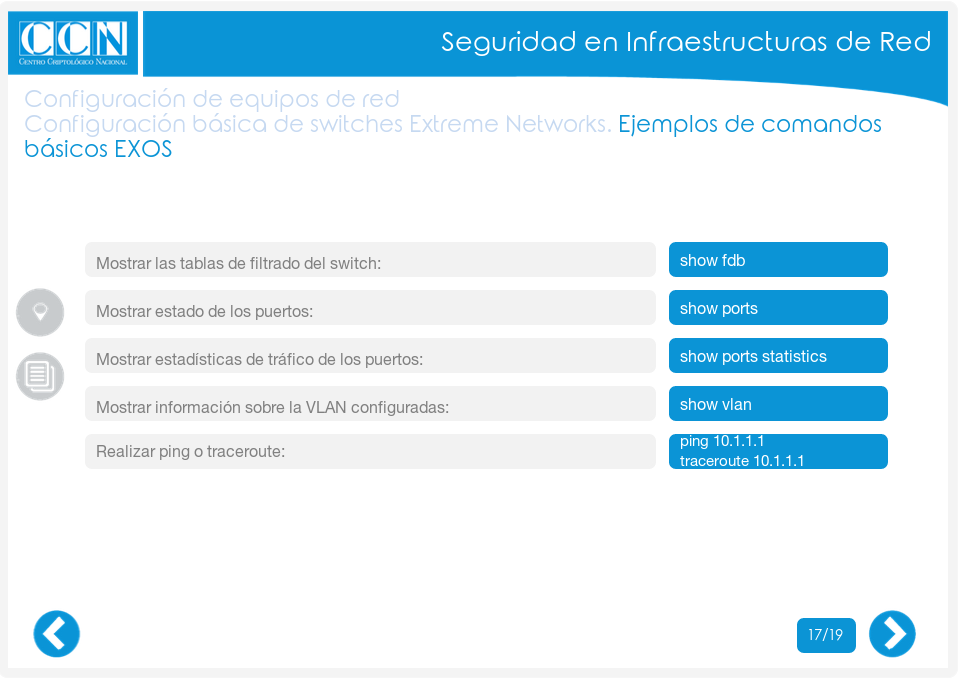 CCN
CENTRO CRIPTOLÓGICO NACIONAL
Seguridad en Infraestructuras de Red
Configuración de equipos de red
Configuración básica de switches Extreme Networks. Ejemplos de comandos
básicos EXOS
Mostrar las tablas de filtrado del switch:
show fdb
Mostrar estado de los puertos:
show ports
Mostrar estadísticas de tráfico de los puertos:
show ports statistics
Mostrar información sobre la VLAN configuradas:
show vlan
Realizar ping o traceroute:
ping 10.1.1.1
traceroute 10.1.1.1
17/19